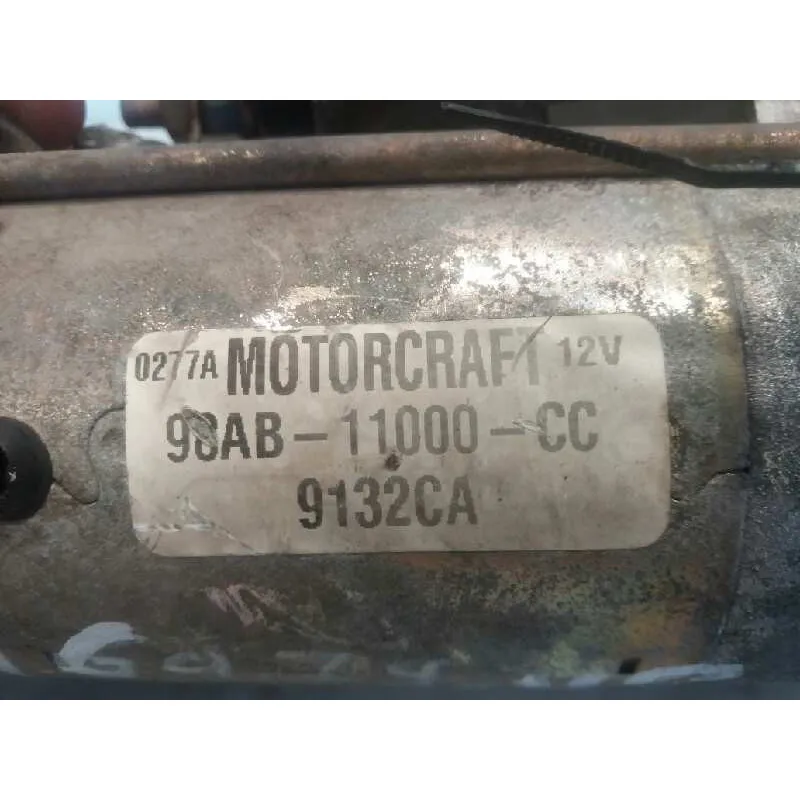 0277A MOTORCRAFT 12V
98AB-11000-CC
9132CA